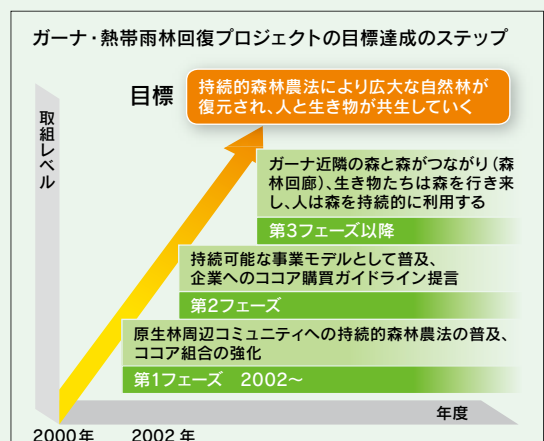 ガーナ・熱帯雨林回復プロジェクトの目標達成のステップ
目標
持続的森林農法により広大な自然林が
復元され、人と生き物が共生していく
取組レベル
ガーナ近隣の森と森がつながり（森
林回廊）、生き物たちは森を行き来
し、人は森を持続的に利用する
第3フェーズ以降
持続可能な事業モデルとして普及、
企業へのココア購買ガイドライン提言
第2フェーズ
原生林周辺コミュニティへの持続的森林農法の普及、
ココア組合の強化
第1フェーズ　2002～
年度
2000年
2002年